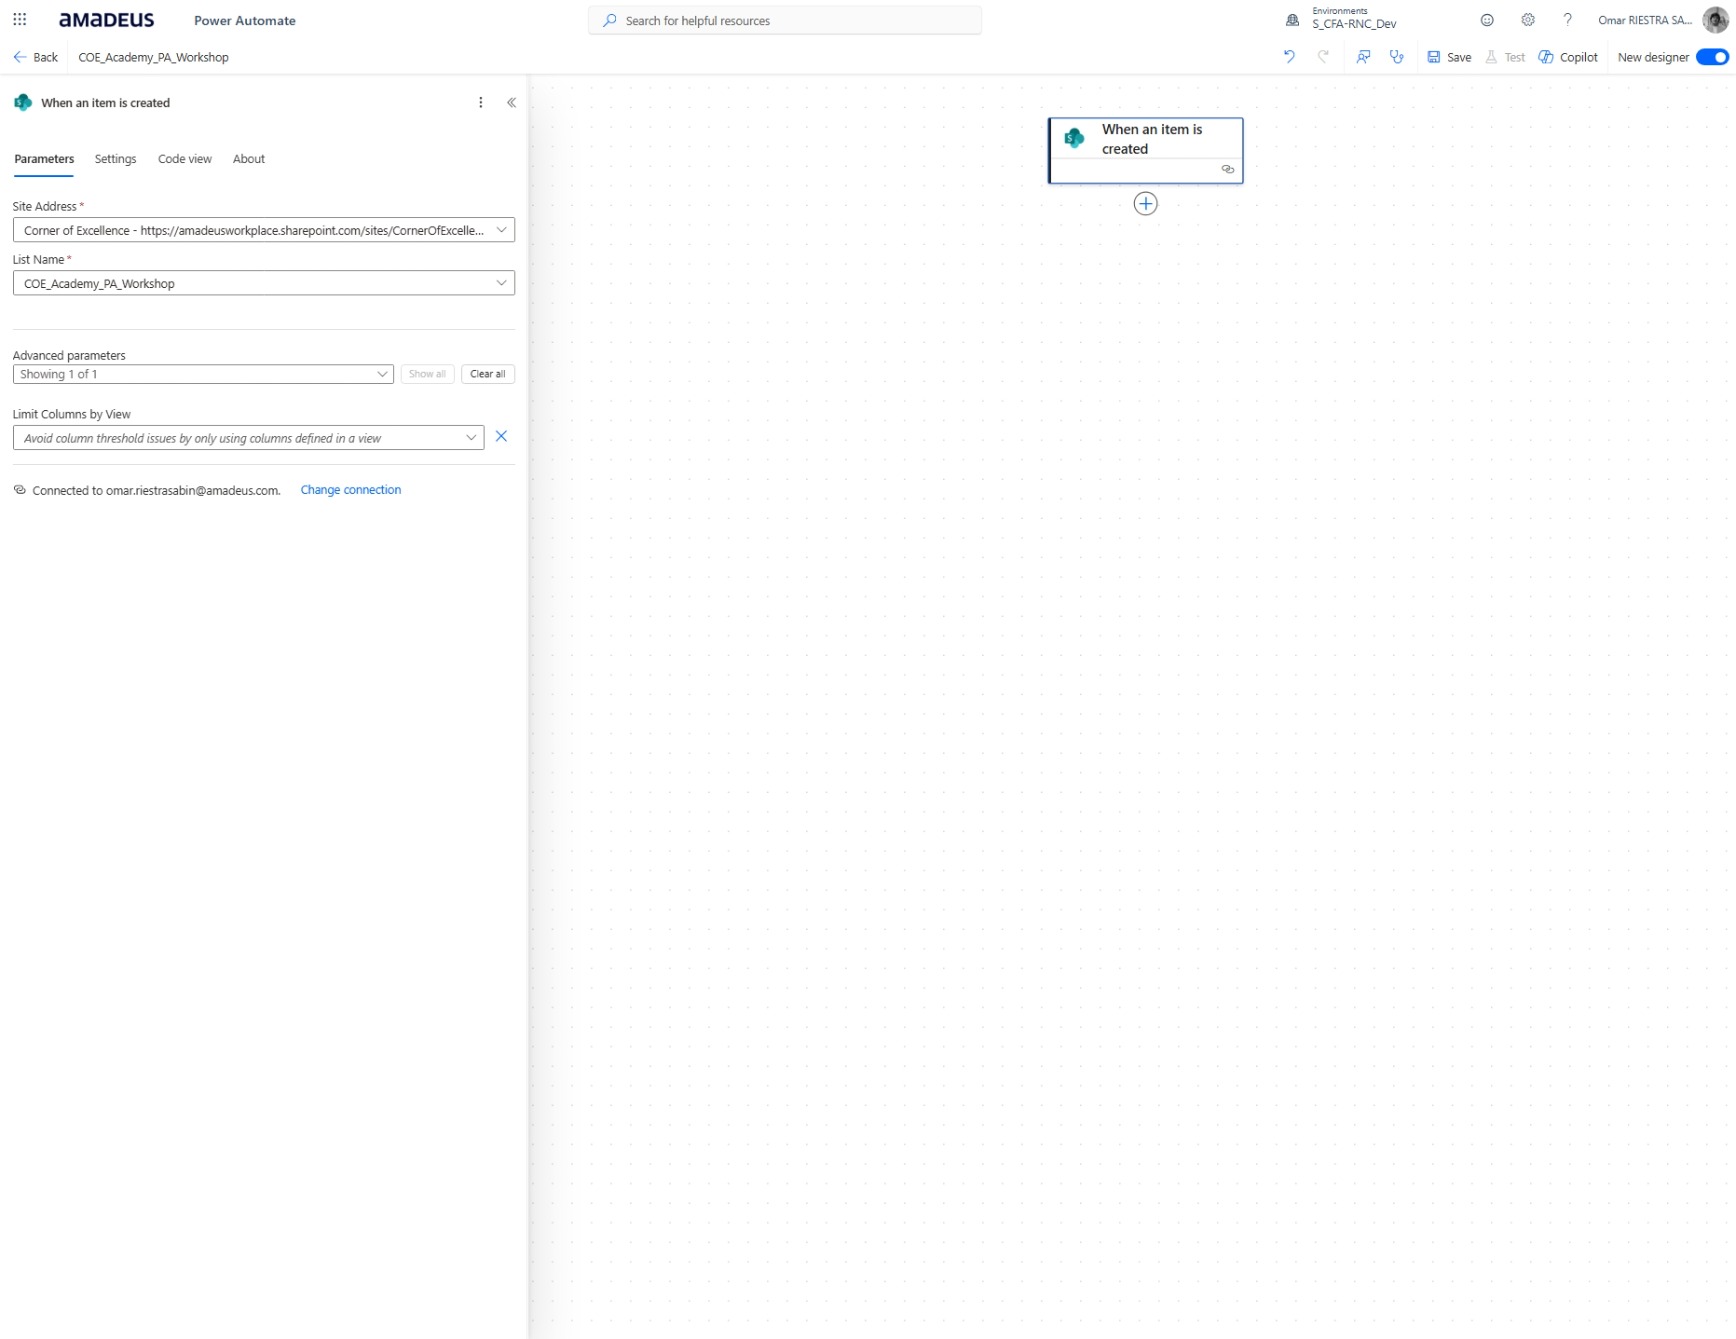 amadeus
Power Automate
Search for helpful resources
Environments
S_CFA-RNC_Dev
?
Omar RIESTRA SA...
Back
COE_Academy_PA_Workshop
Save
Test
Copilot
New designer
When an item is created
Parameters
Settings
Code view
About
Site Address *
Corner of Excellence - https://amadeusworkplace.sharepoint.com/sites/CornerOfExcelle...
List Name *
COE_Academy_PA_Workshop
Advanced parameters
Showing 1 of 1
Show all
Clear all
Limit Columns by View
Avoid column threshold issues by only using columns defined in a view
Connected to omar.riestrasabin@amadeus.com.
Change connection
S
When an item is
created